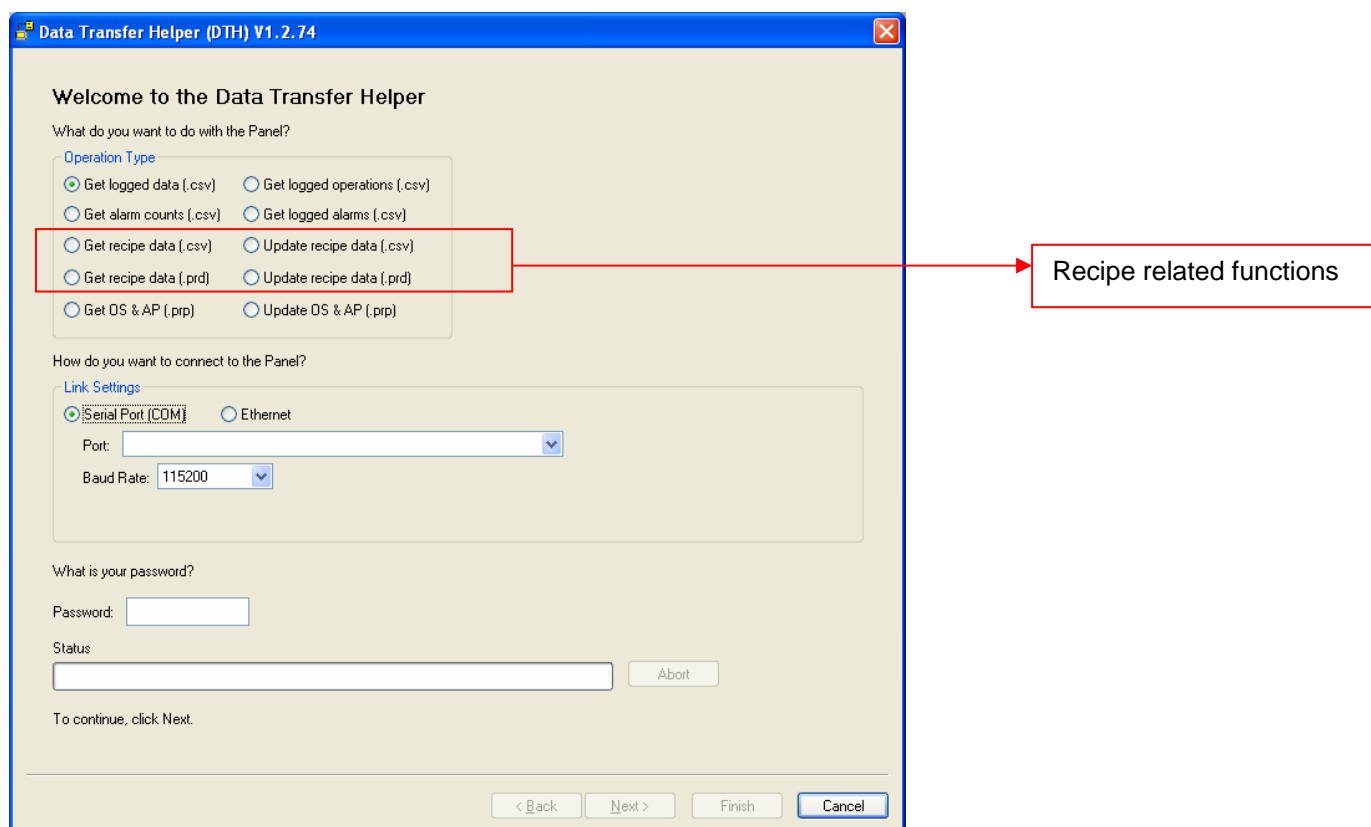 Data Transfer Helper (DTH) V1.2.74
Welcome to the Data Transfer Helper
What do you want to do with the Panel?
Operation Type
Get logged data (.csv) Get logged operations (.csv)
Get alarm counts (.csv) Get logged alarms (.csv)
Get recipe data (.csv) Update recipe data (.csv)
Get recipe data (.prd) Update recipe data (.prd)
Get OS & AP (.prp) Update OS & AP (.prp)
Recipe related functions
How do you want to connect to the Panel?
Link Settings
Serial Port (COM) Ethernet
Port:
Baud Rate: 115200
What is your password?
Password:
Status
Abort
To continue, click Next.
< Back Next > Finish Cancel